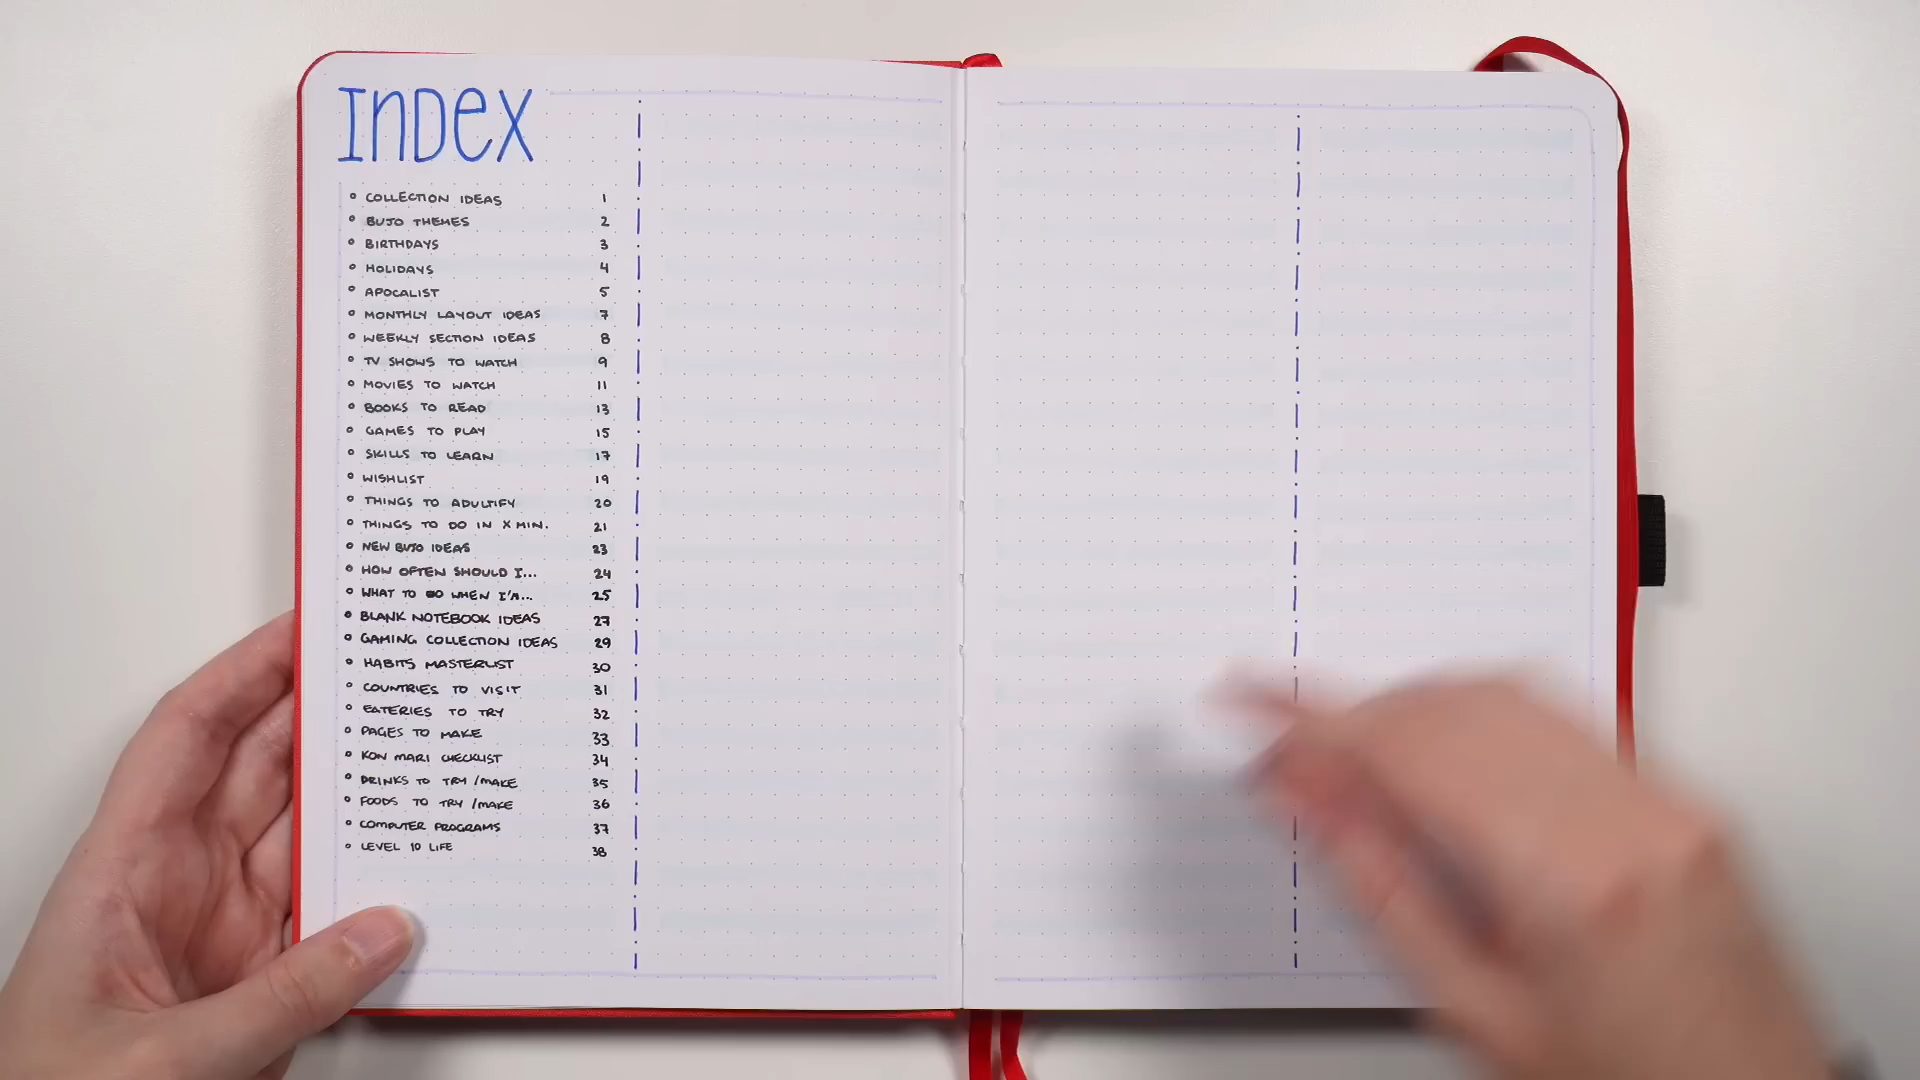 INDEX
COLLECTION IDEAS 1
BUJO THEMES 2
BIRTHDAYS 3
HOLIDAYS 4
APOCALIST 5
MONTHLY LAYOUT IDEAS 7
WEEKLY SECTION IDEAS 8
TV SHOWS TO WATCH 9
MOVIES TO WATCH 11
BOOKS TO READ 13
GAMES TO PLAY 15
SKILLS TO LEARN 17
WISHLIST 19
THINGS TO ADULTIFY 20
THINGS TO DO IN X MIN. 21
NEW BUJO IDEAS 23
HOW OFTEN SHOULD I... 24
WHAT TO DO WHEN I'M... 25
BLANK NOTEBOOK IDEAS 27
GAMING COLLECTION IDEAS 29
HABITS MASTERLIST 30
COUNTRIES TO VISIT 31
EATERIES TO TRY 32
PAGES TO MAKE 33
KON MARI CHECKLIST 34
DRINKS TO TRY /MAKE 35
FOODS TO TRY /MAKE 36
COMPUTER PROGRAMS 37
LEVEL 10 LIFE 38